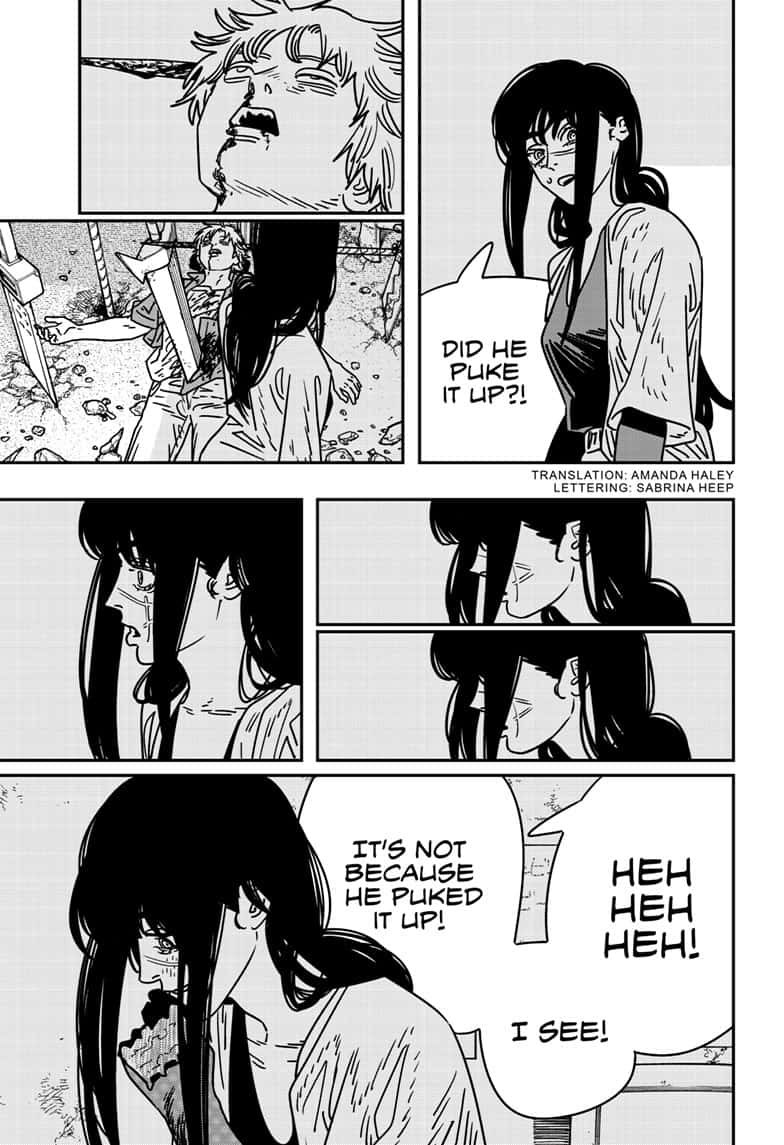 DID HE
PUKE
IT UP?!
TRANSLATION: AMANDA HALEY
LETTERING: SABRINA HEEP
HEH
HEH
HEH!
I SEE!
IT'S NOT
BECAUSE
HE PUKED
IT UP!